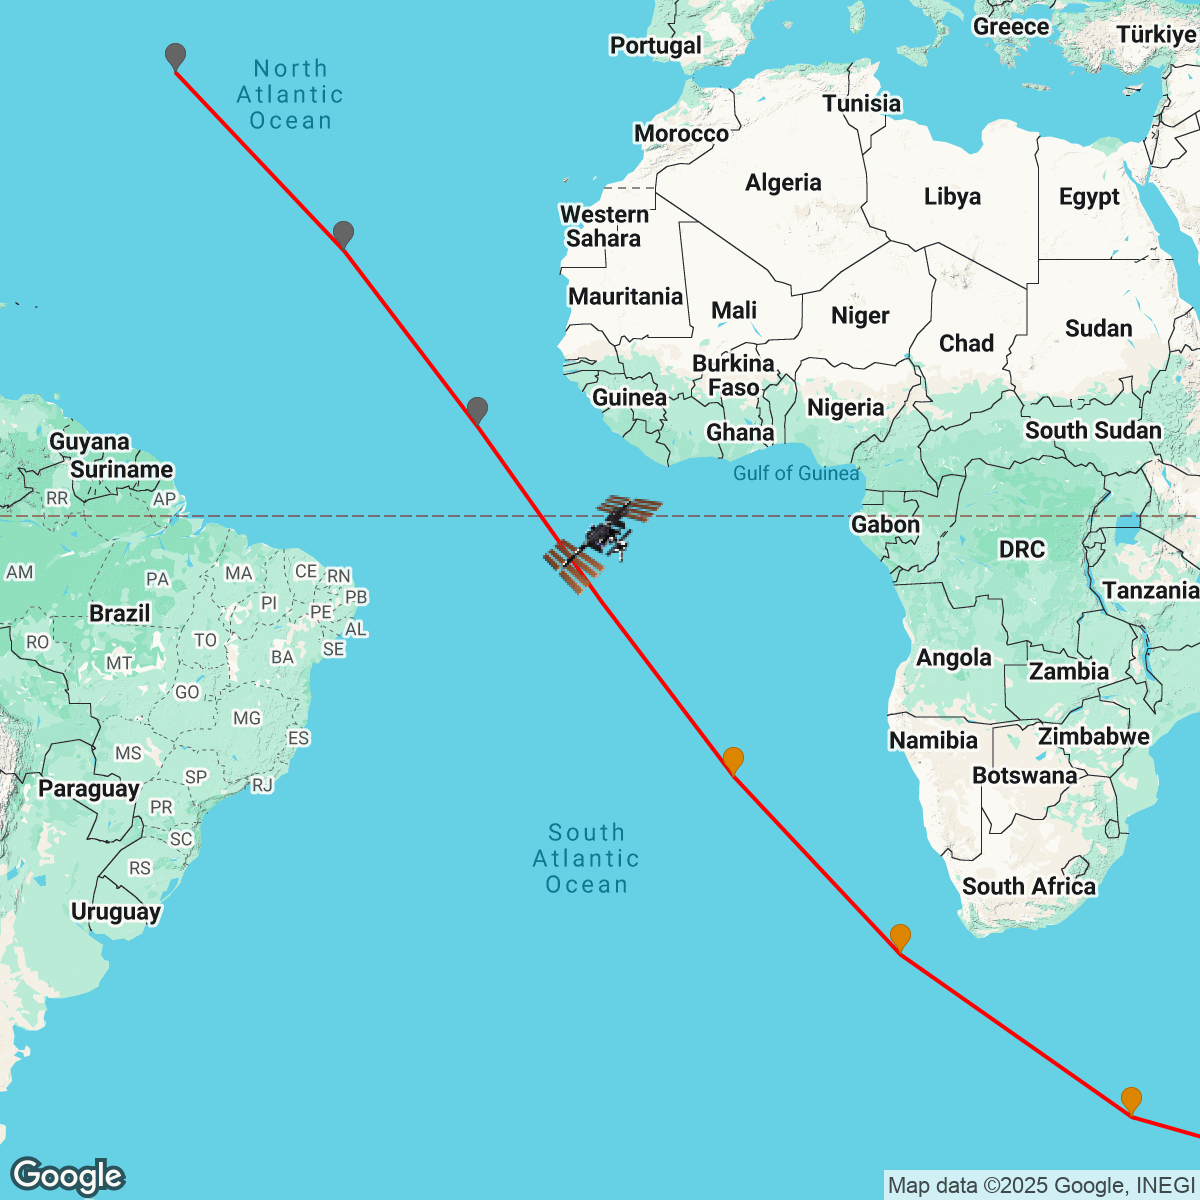 Portugal
Greece
Türkiye
North
Atlantic
Ocean
Tunisia
Morocco
Algeria
Libya
Egypt
Western
Sahara
Mauritania
Mali
Niger
Chad
Sudan
Burkina
Faso
Guinea
Nigeria
Ghana
South Sudan
Guyana
Suriname
Gulf of Guinea
RR
AP
Gabon
DRC
AM
PA
MA
CE
RN
Tanzania
PB
PI
PE
Brazil
AL
RO
TO
SE
MT
BA
Angola
Zambia
GO
MG
ES
Namibia
Zimbabwe
MS
SP
RJ
Botswana
Paraguay
PR
SC
South
Atlantic
Ocean
RS
South Africa
Uruguay
Google
Map data ©2025 Google, INEGI